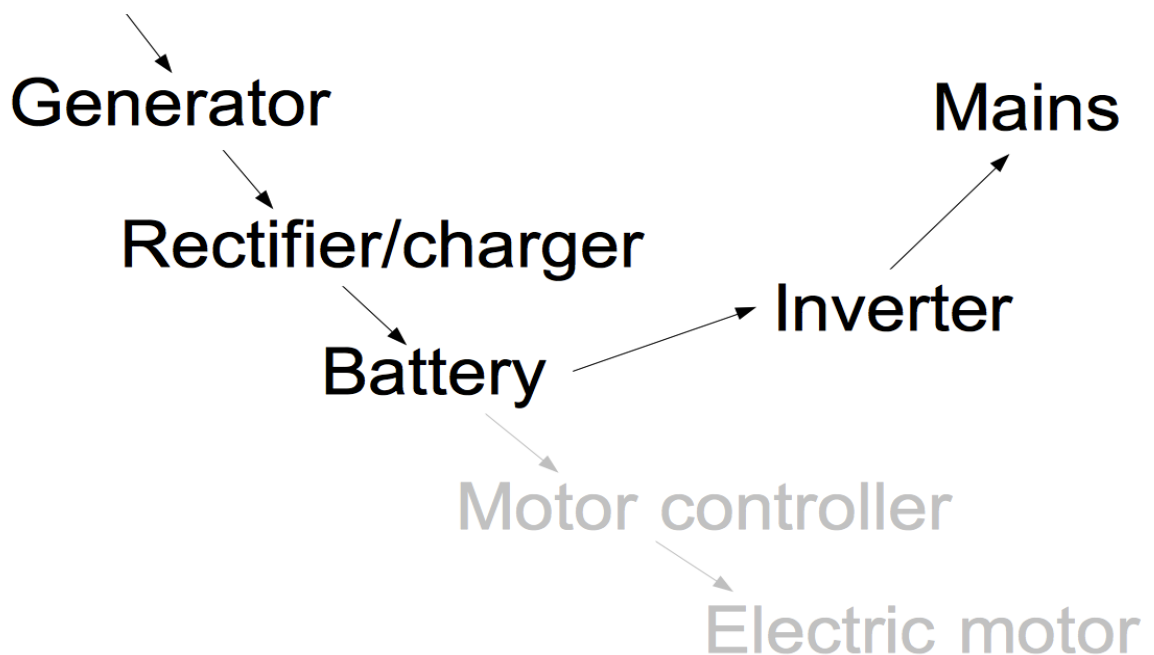 Generator
Mains
Rectifier/charger
Inverter
Battery
Motor controller
Electric motor